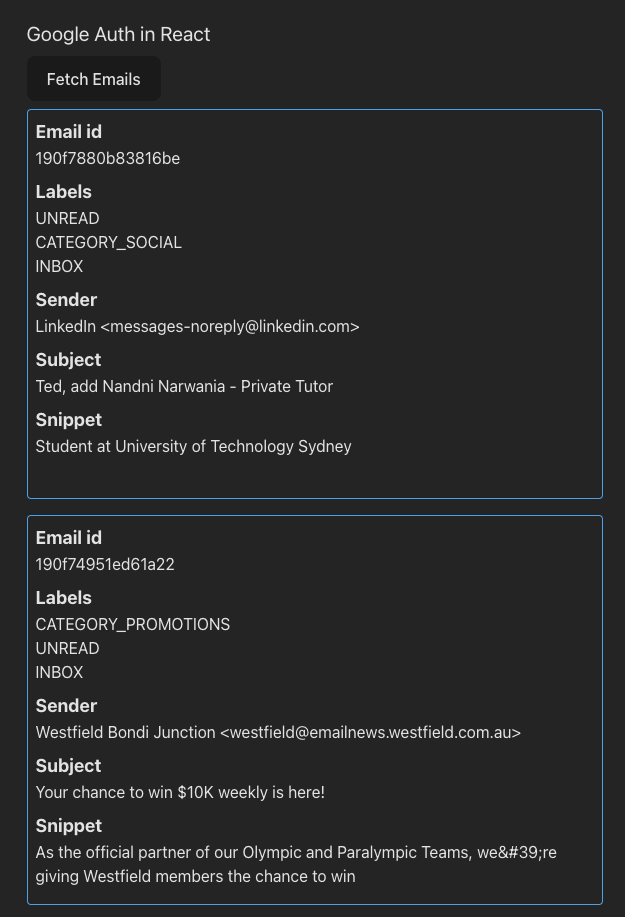 Google Auth in React
Fetch Emails
Email id
190f7880b83816be
Labels
UNREAD
CATEGORY_SOCIAL
INBOX
Sender
LinkedIn <messages-noreply@linkedin.com>
Subject
Ted, add Nandni Narwania - Private Tutor
Snippet
Student at University of Technology Sydney
Email id
190f74951ed61a22
Labels
CATEGORY_PROMOTIONS
UNREAD
INBOX
Sender
Westfield Bondi Junction <westfield@emailnews.westfield.com.au>
Subject
Your chance to win $10K weekly is here!
Snippet
As the official partner of our Olympic and Paralympic Teams, we&#39;re
giving Westfield members the chance to win